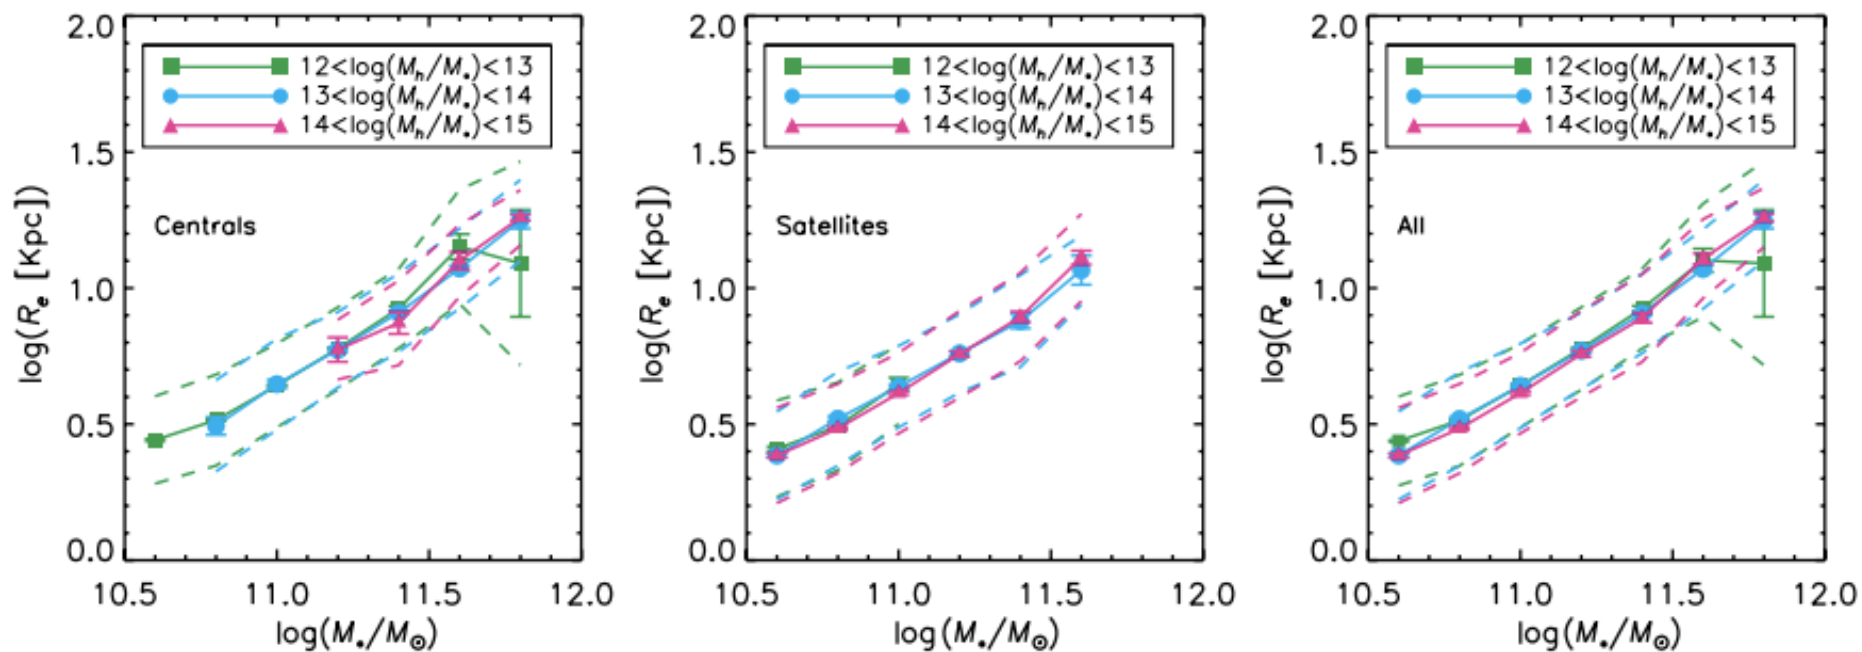 2.0
1.5
1.0
0.5
0.0
log(Rₑ [Kpc])
12<log(Mₕ/M*)<13
13<log(Mₕ/M*)<14
14<log(Mₕ/M*)<15
Centrals
10.5 11.0 11.5 12.0
log(M*/M☉)
2.0
1.5
1.0
0.5
0.0
log(Rₑ [Kpc])
12<log(Mₕ/M*)<13
13<log(Mₕ/M*)<14
14<log(Mₕ/M*)<15
Satellites
10.5 11.0 11.5 12.0
log(M*/M☉)
2.0
1.5
1.0
0.5
0.0
log(Rₑ [Kpc])
12<log(Mₕ/M*)<13
13<log(Mₕ/M*)<14
14<log(Mₕ/M*)<15
All
10.5 11.0 11.5 12.0
log(M*/M☉)